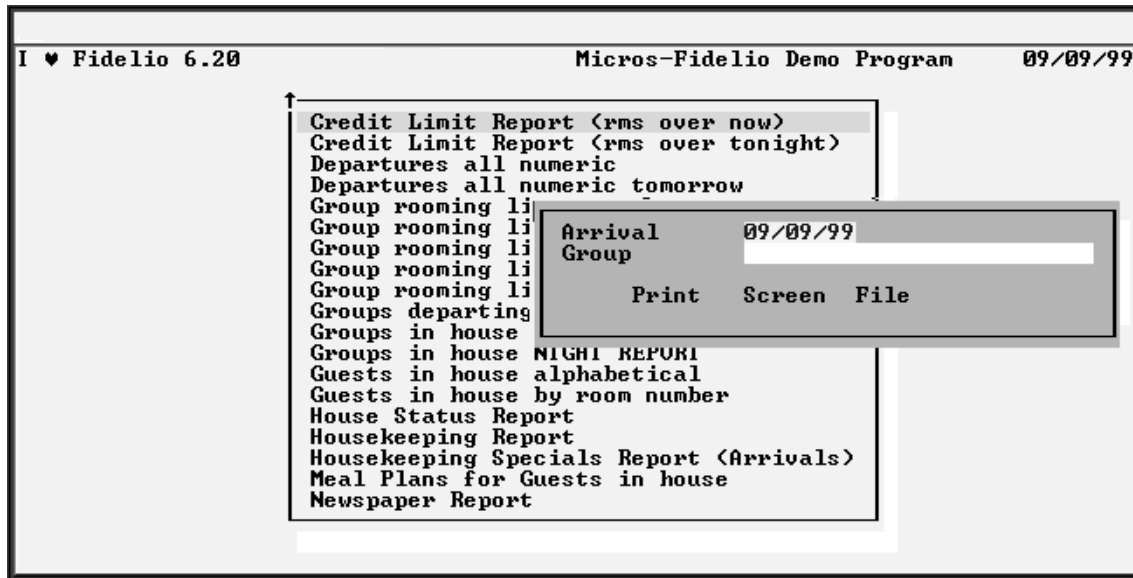 I ♥ Fidelio 6.20 Micros-Fidelio Demo Program 09/09/99
Credit Limit Report (rms over now)
Credit Limit Report (rms over tonight)
Departures all numeric
Departures all numeric tomorrow
Group rooming li
Group rooming li
Group rooming li
Group rooming li
Group rooming li
Groups departing
Groups in house
Groups in house NIGHT REPORT
Guests in house alphabetical
Guests in house by room number
House Status Report
Housekeeping Report
Housekeeping Specials Report (Arrivals)
Meal Plans for Guests in house
Newspaper Report
Arrival 09/09/99
Group
Print Screen File